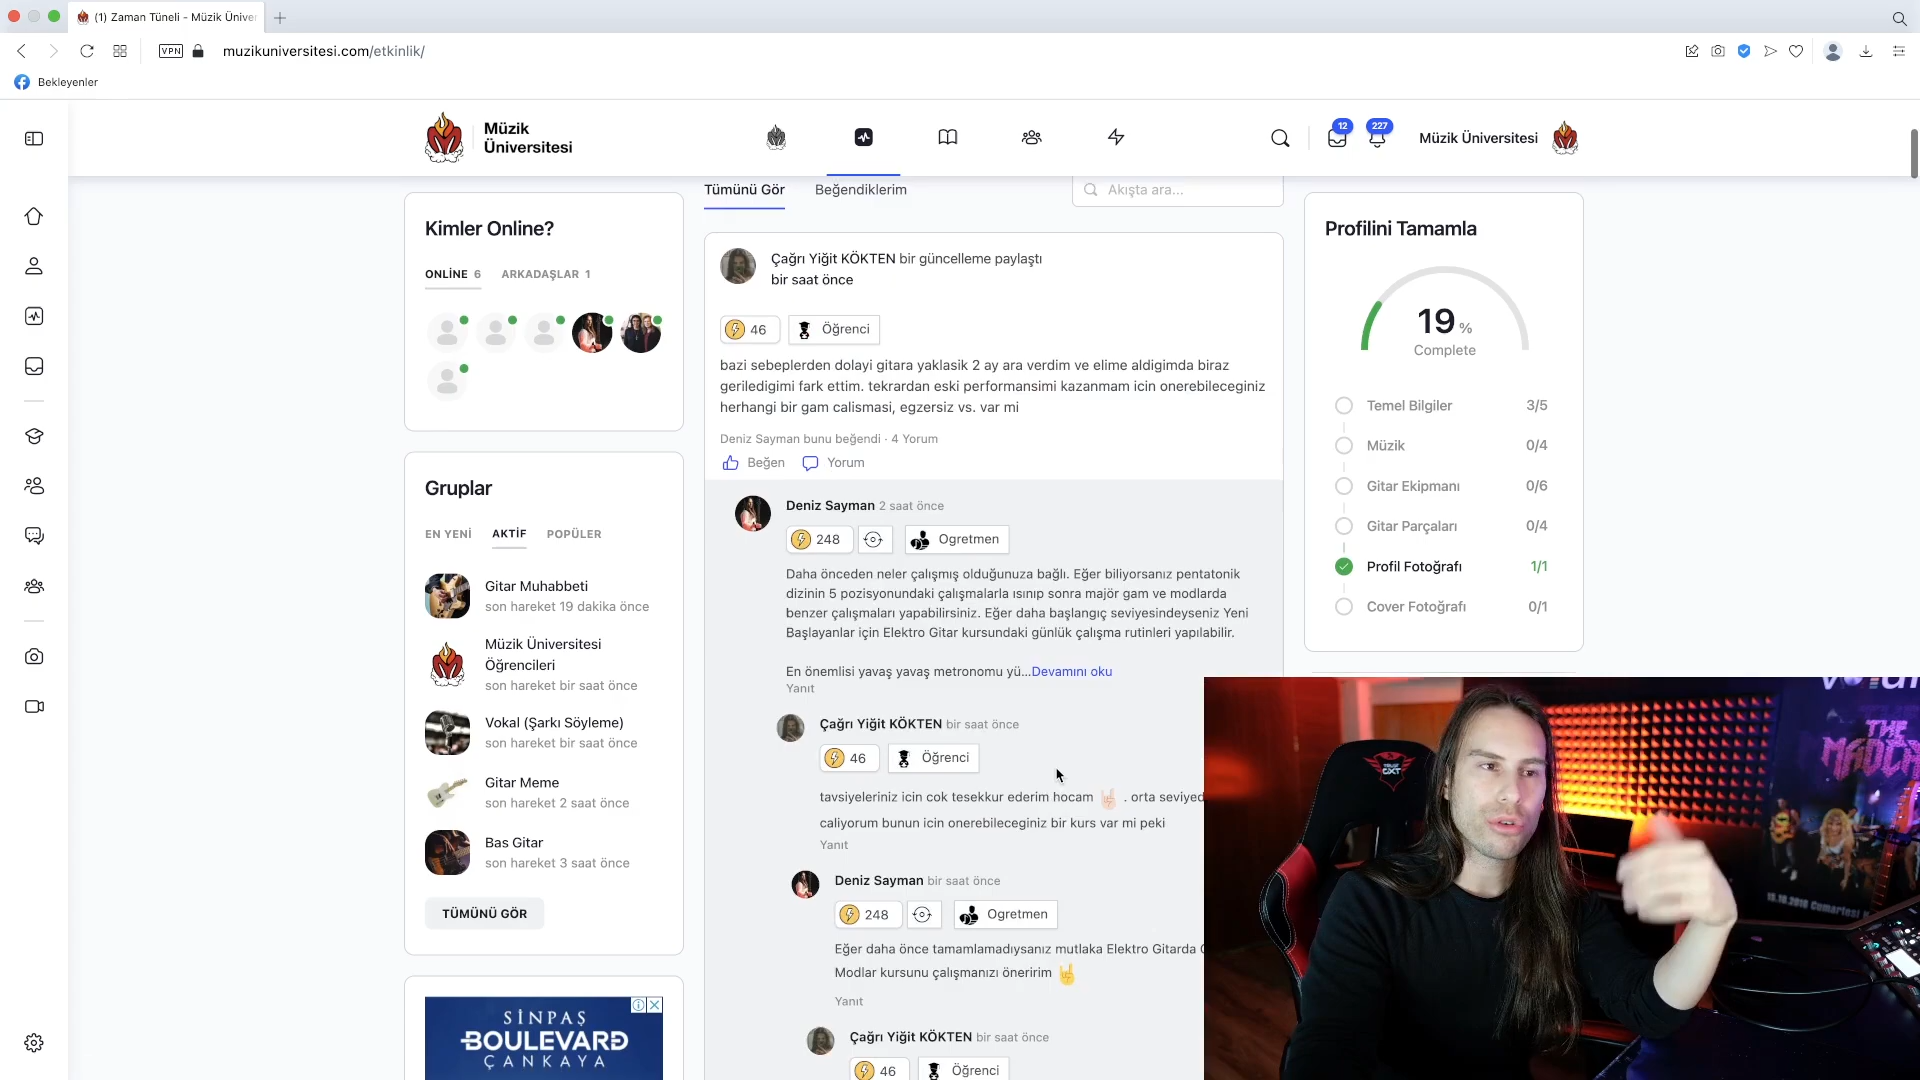 (1) Zaman Tüneli - Müzik Üniver
VPN
muzikuniversitesi.com/etkinlik/
Bekleyenler
Müzik
Üniversitesi
12
227
Müzik Üniversitesi
Kimler Online?
ONLİNE 6
ARKADAŞLAR 1
Gruplar
EN YENİ
AKTİF
POPÜLER
Gitar Muhabbeti
son hareket 19 dakika önce
Müzik Üniversitesi
Öğrencileri
son hareket bir saat önce
Vokal (Şarkı Söyleme)
son hareket bir saat önce
Gitar Meme
son hareket 2 saat önce
Bas Gitar
son hareket 3 saat önce
TÜMÜNÜ GÖR
SİNPAŞ
BOULEVARD
ÇANKAYA
Tümünü Gör
Beğendiklerim
Akışta ara...
Çağrı Yiğit KÖKTEN bir güncelleme paylaştı
bir saat önce
46
Öğrenci
bazi sebeplerden dolayi gitara yaklasik 2 ay ara verdim ve elime aldigimda biraz
geriledigimi fark ettim. tekrardan eski performansimi kazanmam icin onerebileceginiz
herhangi bir gam calismasi, egzersiz vs. var mi
Deniz Sayman bunu beğendi · 4 Yorum
Beğen
Yorum
Deniz Sayman 2 saat önce
248
Ogretmen
Daha önceden neler çalışmış olduğunuza bağlı. Eğer biliyorsanız pentatonik
dizinin 5 pozisyonundaki çalışmalarla ısınıp sonra majör gam ve modlarda
benzer çalışmaları yapabilirsiniz. Eğer daha başlangıç seviyesindeyseniz Yeni
Başlayanlar için Elektro Gitar kursundaki günlük çalışma rutinleri yapılabilir.
En önemlisi yavaş yavaş metronomu yü...Devamını oku
Yanıt
Çağrı Yiğit KÖKTEN bir saat önce
46
Öğrenci
tavsiyeleriniz icin cok tesekkur ederim hocam 🤘🏻 . orta seviyed
caliyorum bunun icin onerebileceginiz bir kurs var mi peki
Yanıt
Deniz Sayman bir saat önce
248
Ogretmen
Eğer daha önce tamamlamadıysanız mutlaka Elektro Gitarda G
Modlar kursunu çalışmanızı öneririm 🤘
Yanıt
Çağrı Yiğit KÖKTEN bir saat önce
46
Öğrenci
Profilini Tamamla
19 %
Complete
Temel Bilgiler 3/5
Müzik 0/4
Gitar Ekipmanı 0/6
Gitar Parçaları 0/4
Profil Fotoğrafı 1/1
Cover Fotoğrafı 0/1
GXT
THE